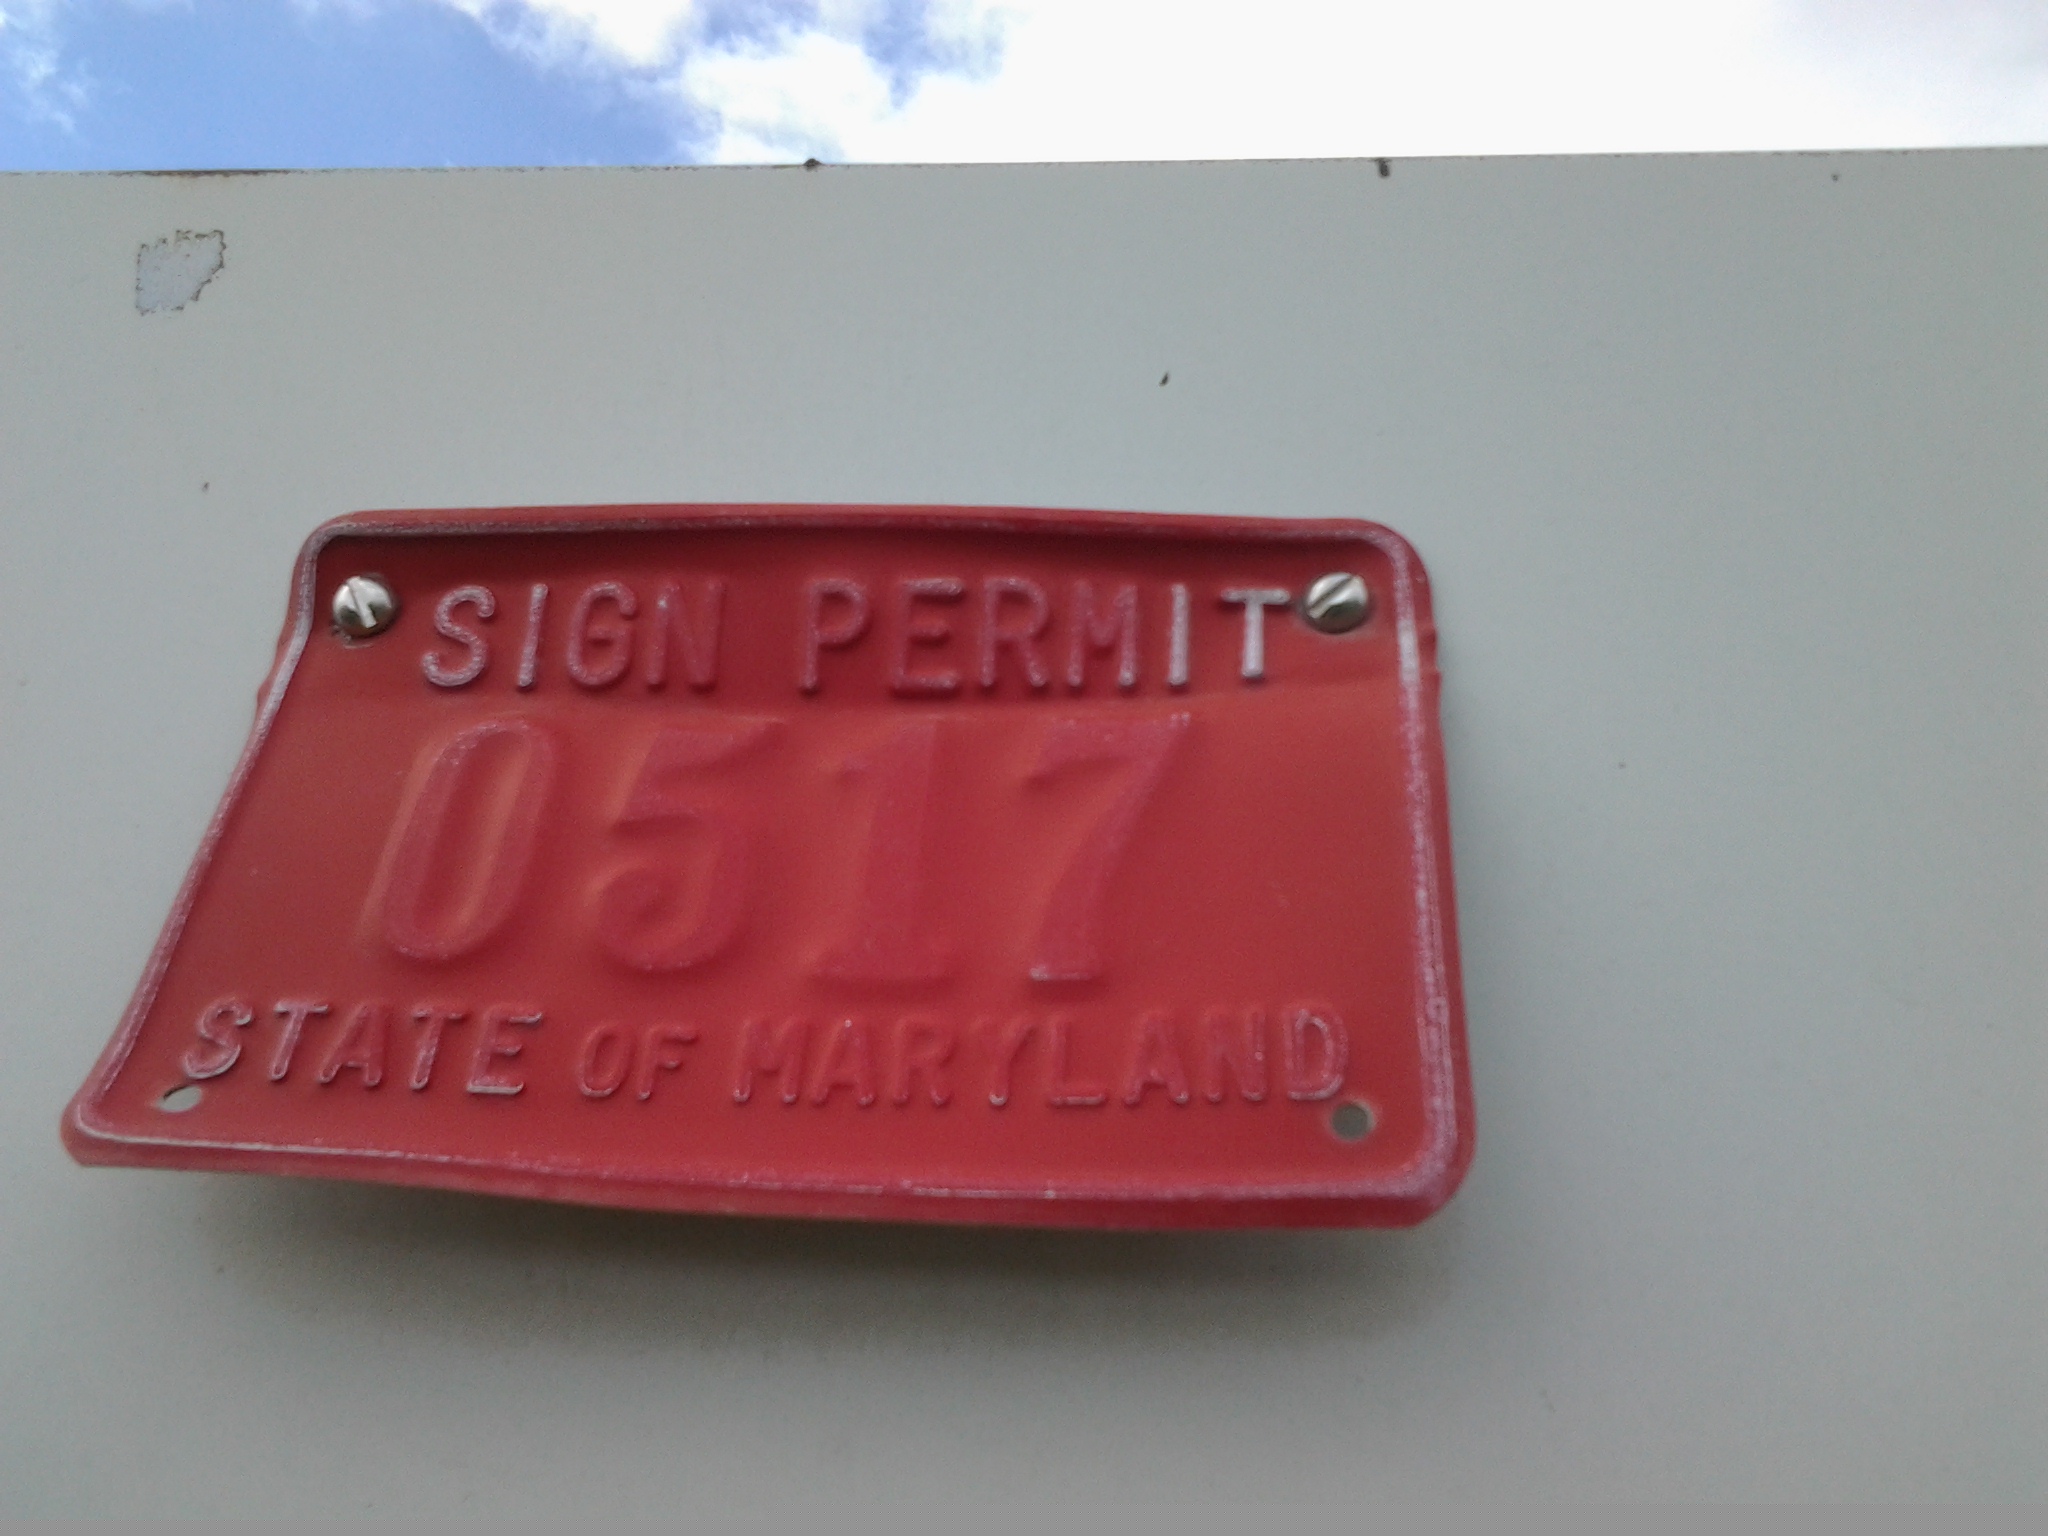 SIGN PERMIT
0517
STATE OF MARYLAND